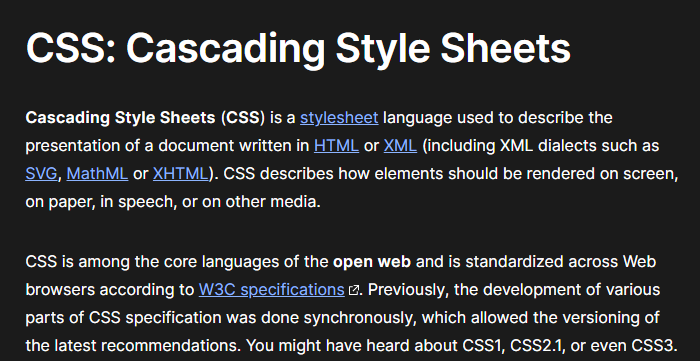 CSS: Cascading Style Sheets
Cascading Style Sheets (CSS) is a stylesheet language used to describe the
presentation of a document written in HTML or XML (including XML dialects such as
SVG, MathML or XHTML). CSS describes how elements should be rendered on screen,
on paper, in speech, or on other media.
CSS is among the core languages of the open web and is standardized across Web
browsers according to W3C specifications. Previously, the development of various
parts of CSS specification was done synchronously, which allowed the versioning of
the latest recommendations. You might have heard about CSS1, CSS2.1, or even CSS3.